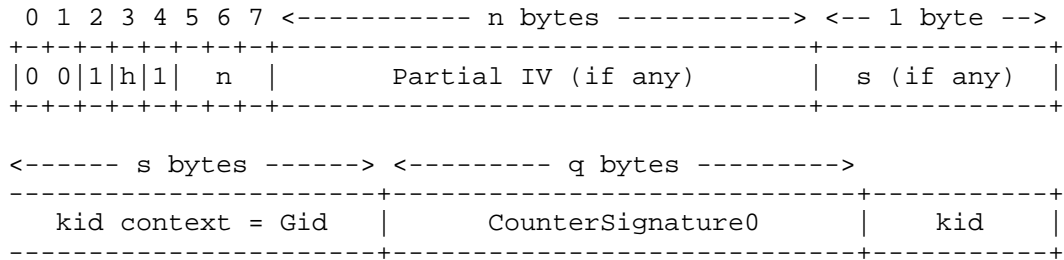 0 1 2 3 4 5 6 7 <----------- n bytes -----------> <-- 1 byte -->
+-+-+-+-+-+-+-+-+---------------------------------+--------------+
|0 0|1|h|1|  n  |       Partial IV (if any)       |  s (if any)  |
+-+-+-+-+-+-+-+-+---------------------------------+--------------+
<------ s bytes ------> <--------- q bytes --------->
-----------------------+-----------------------------+-----------+
   kid context = Gid   |      CounterSignature0      |    kid    |
-----------------------+-----------------------------+-----------+